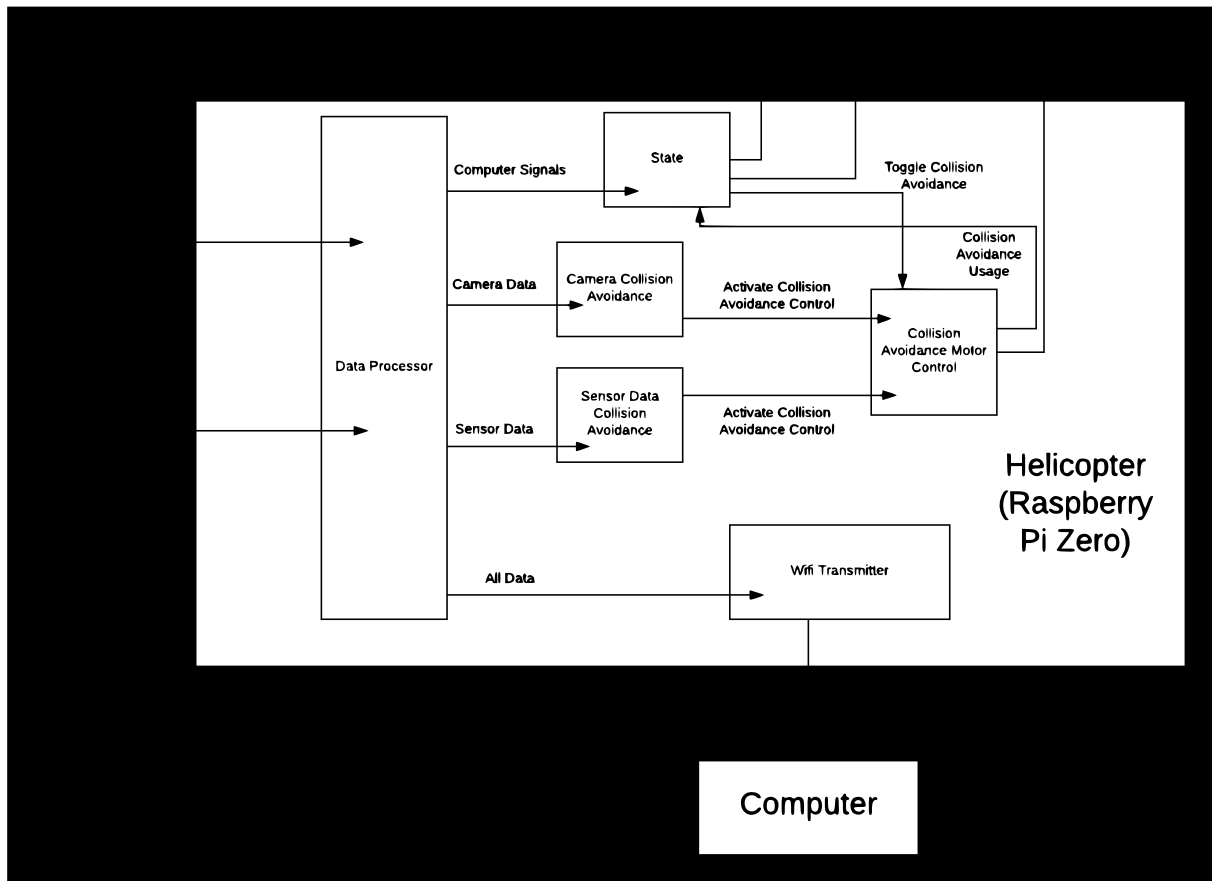 State
Computer Signals
Toggle Collision
Avoidance
Collision
Avoidance
Usage
Camera Data
Camera Collision
Avoidance
Activate Collision
Avoidance Control
Collision
Avoidance Motor
Control
Data Processor
Sensor Data
Collision
Avoidance
Activate Collision
Avoidance Control
Sensor Data
Helicopter
(Raspberry
Pi Zero)
All Data
Wifi Transmitter
Computer